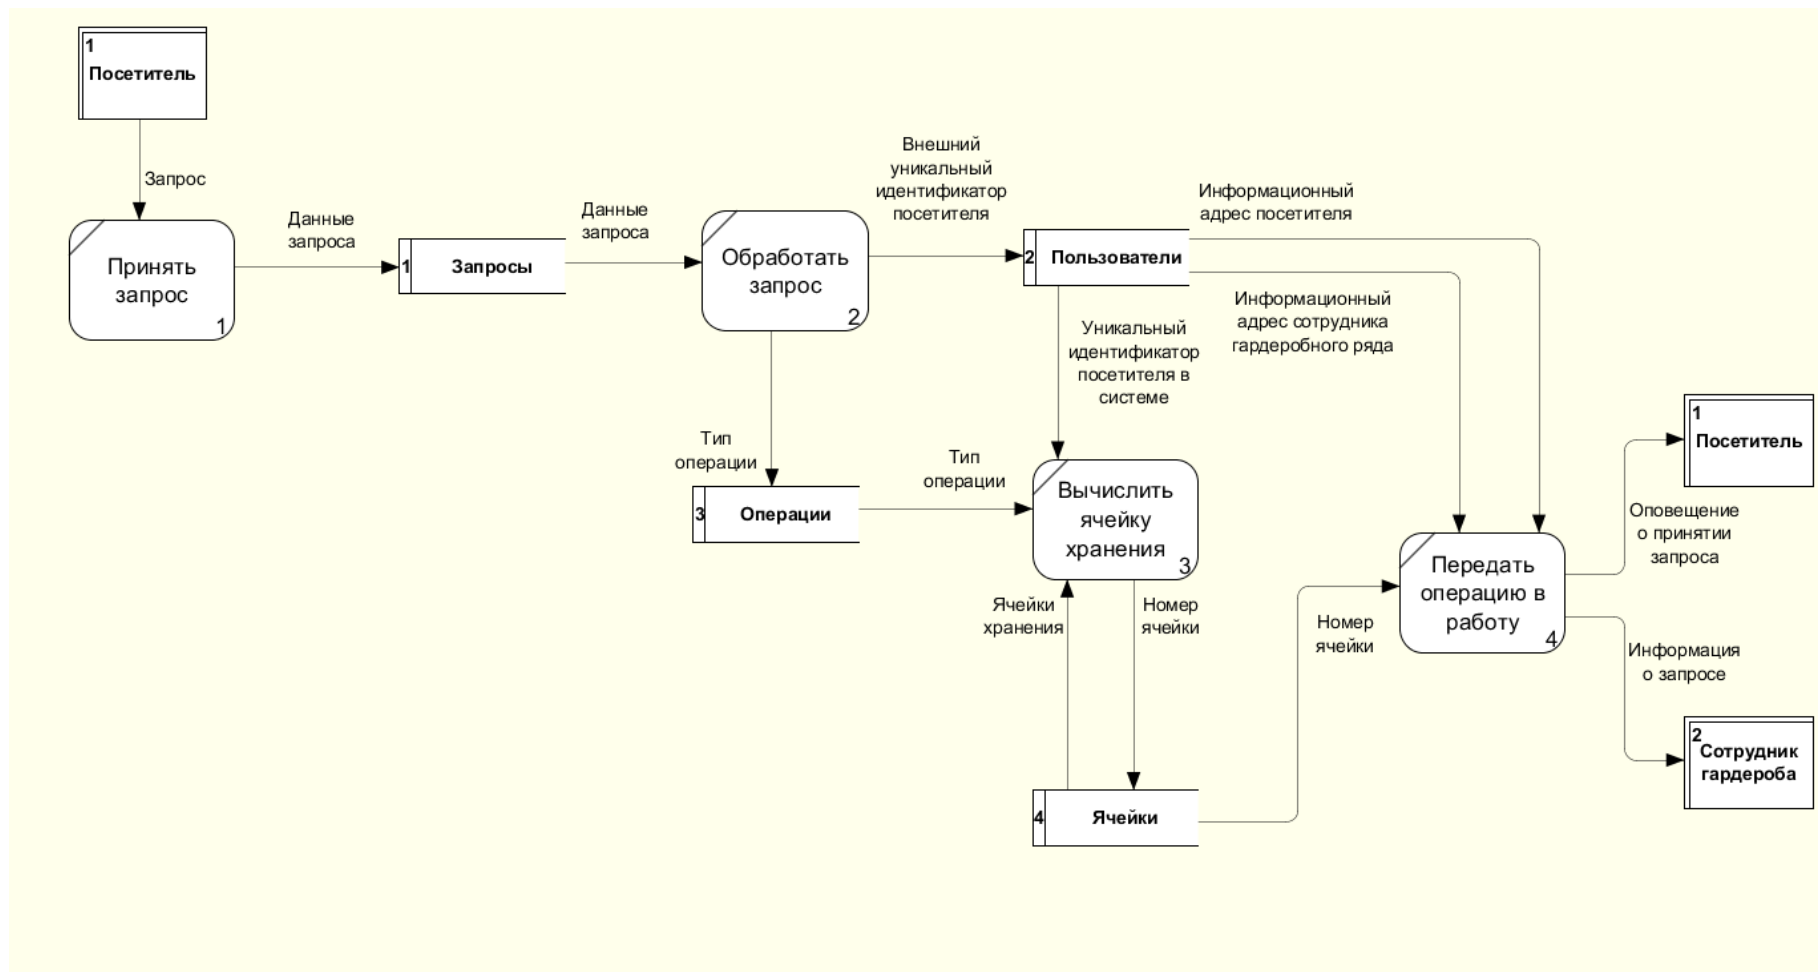 1
Посетитель
Запрос
Принять
запрос
1
Данные
запроса
1
Запросы
Данные
запроса
Обработать
запрос
2
Внешний
уникальный
идентификатор
посетителя
2
Пользователи
Информационный
адрес посетителя
Информационный
адрес сотрудника
гардеробного ряда
Уникальный
идентификатор
посетителя в
системе
Тип
операции
3
Операции
Тип
операции
Вычислить
ячейку
хранения
3
Ячейки
хранения
Номер
ячейки
4
Ячейки
Номер
ячейки
Передать
операцию в
работу
4
Оповещение
о принятии
запроса
1
Посетитель
Информация
о запросе
2
Сотрудник
гардероба